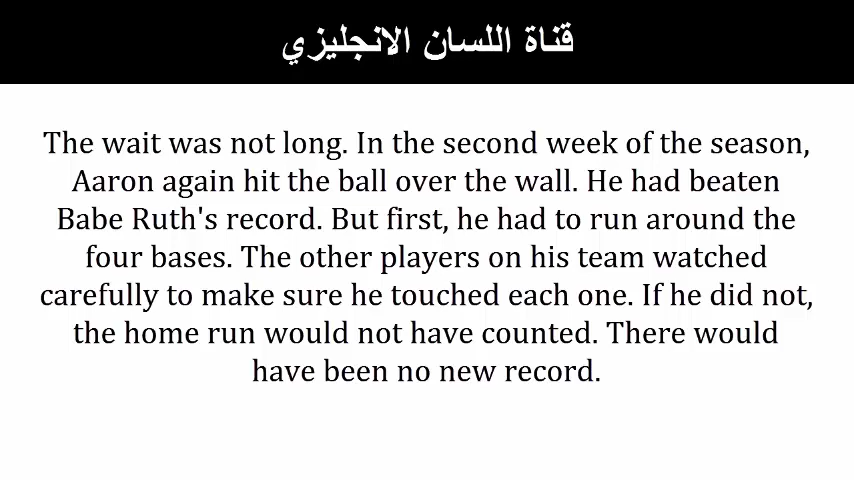 قناة اللسان الانجليزي
The wait was not long. In the second week of the season,
Aaron again hit the ball over the wall. He had beaten
Babe Ruth's record. But first, he had to run around the
four bases. The other players on his team watched
carefully to make sure he touched each one. If he did not,
the home run would not have counted. There would
have been no new record.